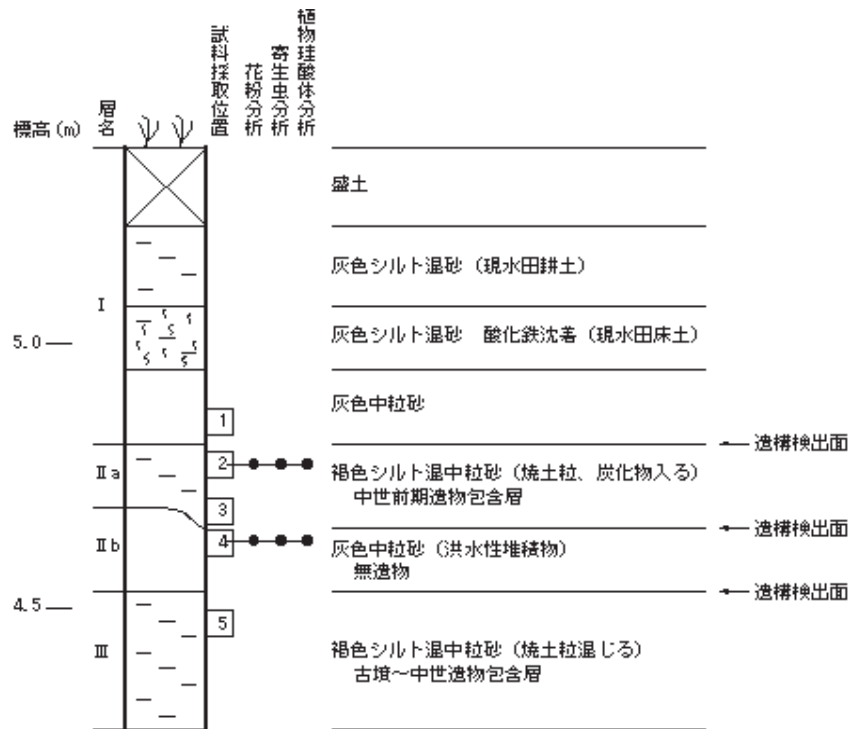 試料採取位置
花粉分析
寄生虫分析
植物珪酸体分析
標高(m)
層名
盛土
灰色シルト混砂（現水田耕土）
I
5.0
灰色シルト混砂　酸化鉄沈着（現水田床土）
灰色中粒砂
1
遺構検出面
Ⅱa
2
褐色シルト混中粒砂（焼土粒、炭化物入る）
中世前期遺物包含層
3
遺構検出面
Ⅱb
4
灰色中粒砂（洪水性堆積物）
無遺物
遺構検出面
4.5
5
Ⅲ
褐色シルト混中粒砂（焼土粒混じる）
古墳～中世遺物包含層